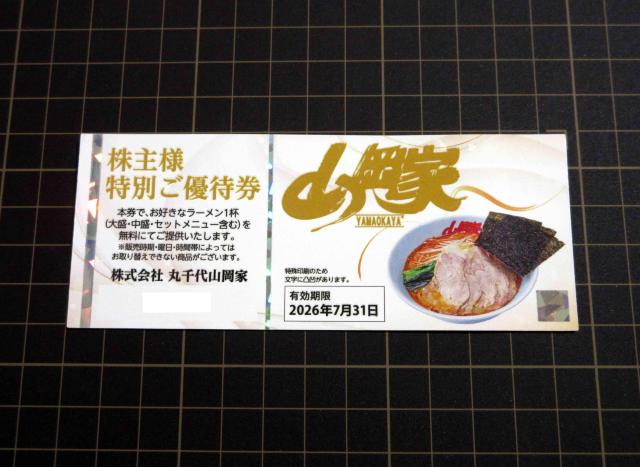 株主様
特別ご優待券
本券で、お好きなラーメン1杯
(大盛・中盛・セットメニュー含む)を
無料にてご提供いたします。
※販売時期・曜日・時間帯によっては
お取り替えできない商品がございます。
株式会社 丸千代山岡家
山岡家
YAMAOKAYA
特殊印刷のため
文字に凸凹があります。
有効期限
2026年7月31日